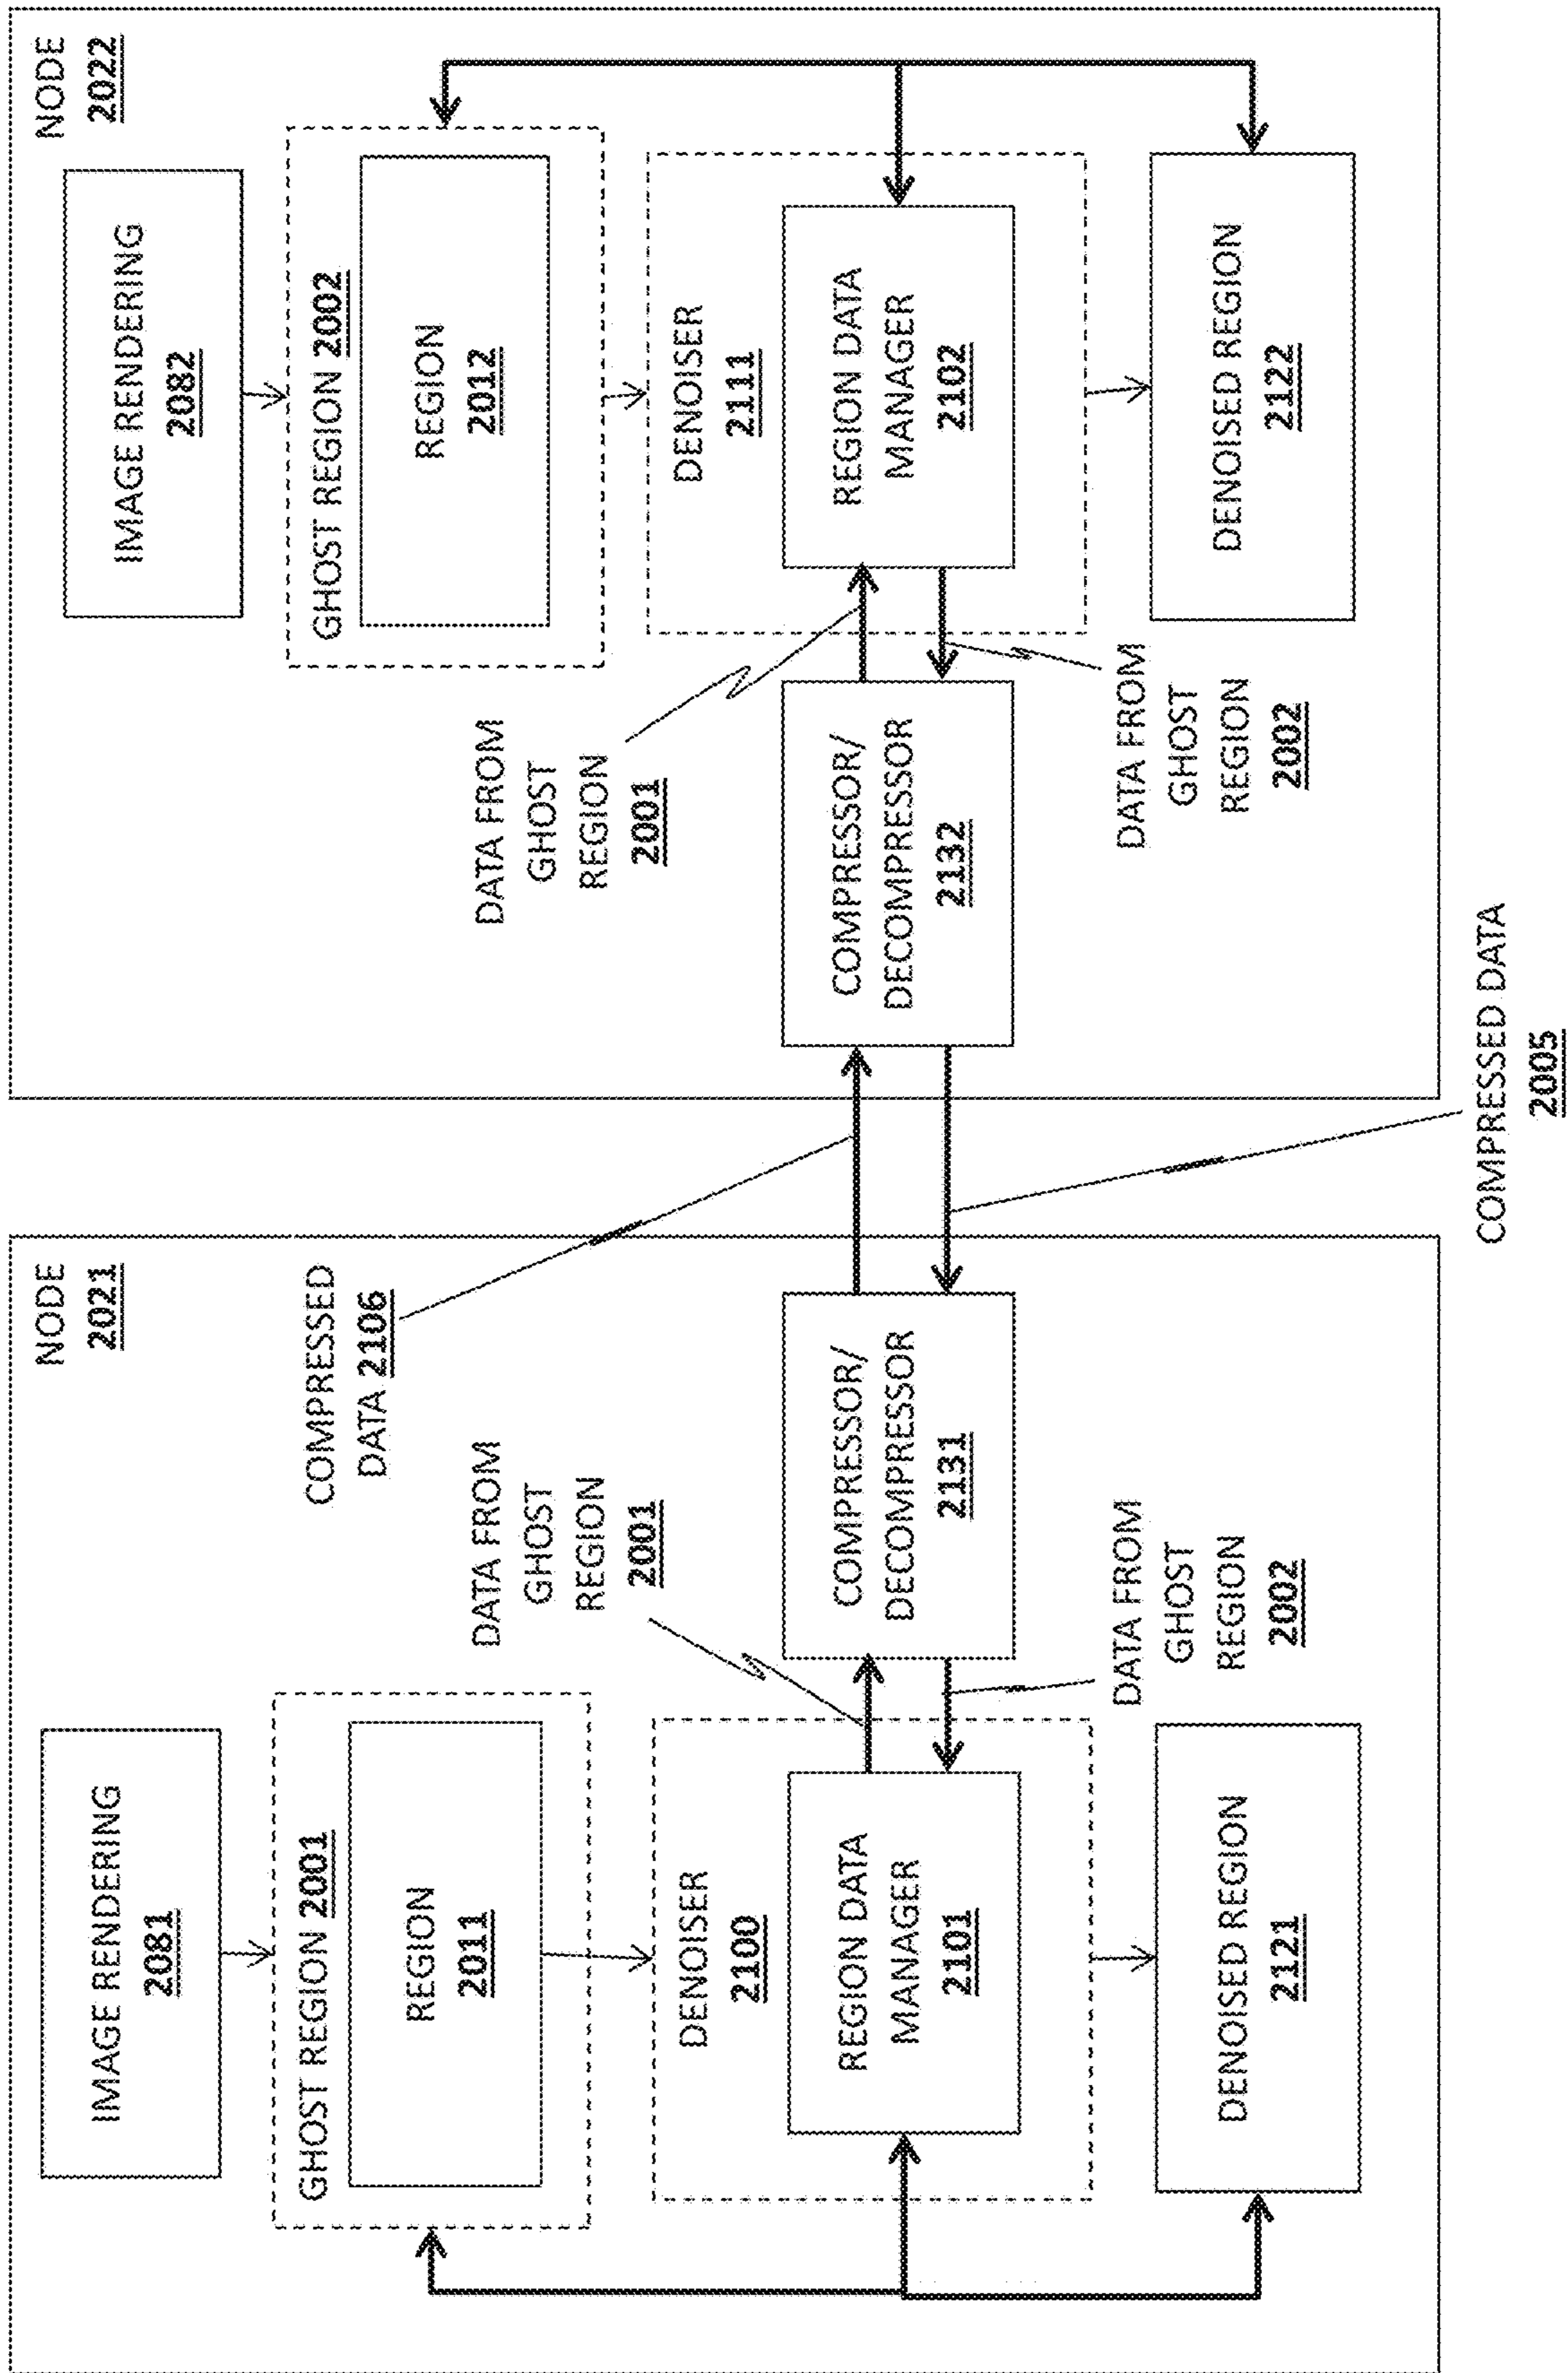 NODE
2021
IMAGE RENDERING
2081
GHOST REGION 2001
REGION
2011
DENOISER
2100
REGION DATA
MANAGER
2101
DENOISED REGION
2121
COMPRESSED
DATA 2106
DATA FROM
GHOST
REGION
2001
COMPRESSOR/
DECOMPRESSOR
2131
DATA FROM
GHOST
REGION
2002
COMPRESSED DATA
2005
NODE
2022
IMAGE RENDERING
2082
GHOST REGION 2002
REGION
2012
DENOISER
2111
REGION DATA
MANAGER
2102
DENOISED REGION
2122
DATA FROM
GHOST
REGION
2001
COMPRESSOR/
DECOMPRESSOR
2132
DATA FROM
GHOST
REGION
2002